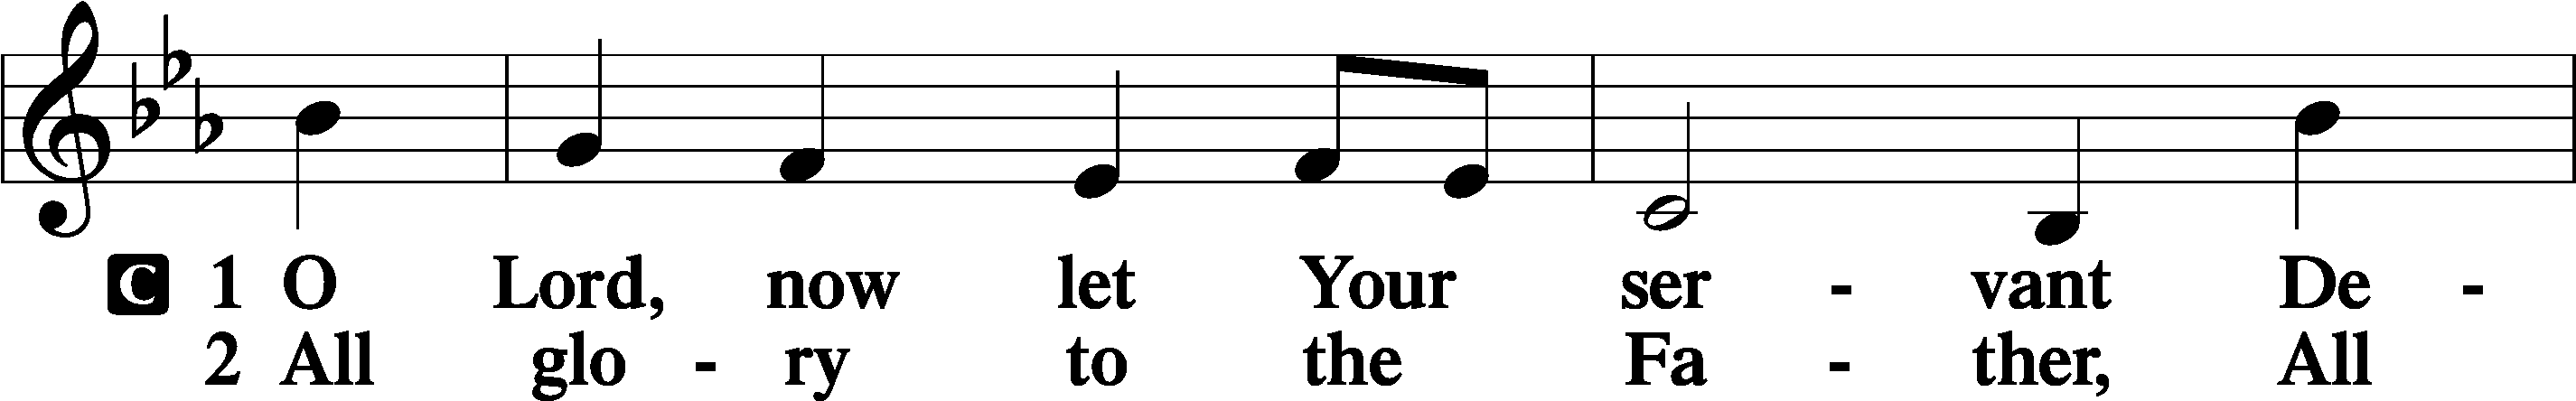 C 1 O Lord, now let Your ser - vant De -
2 All glo - ry to the Fa - ther, All